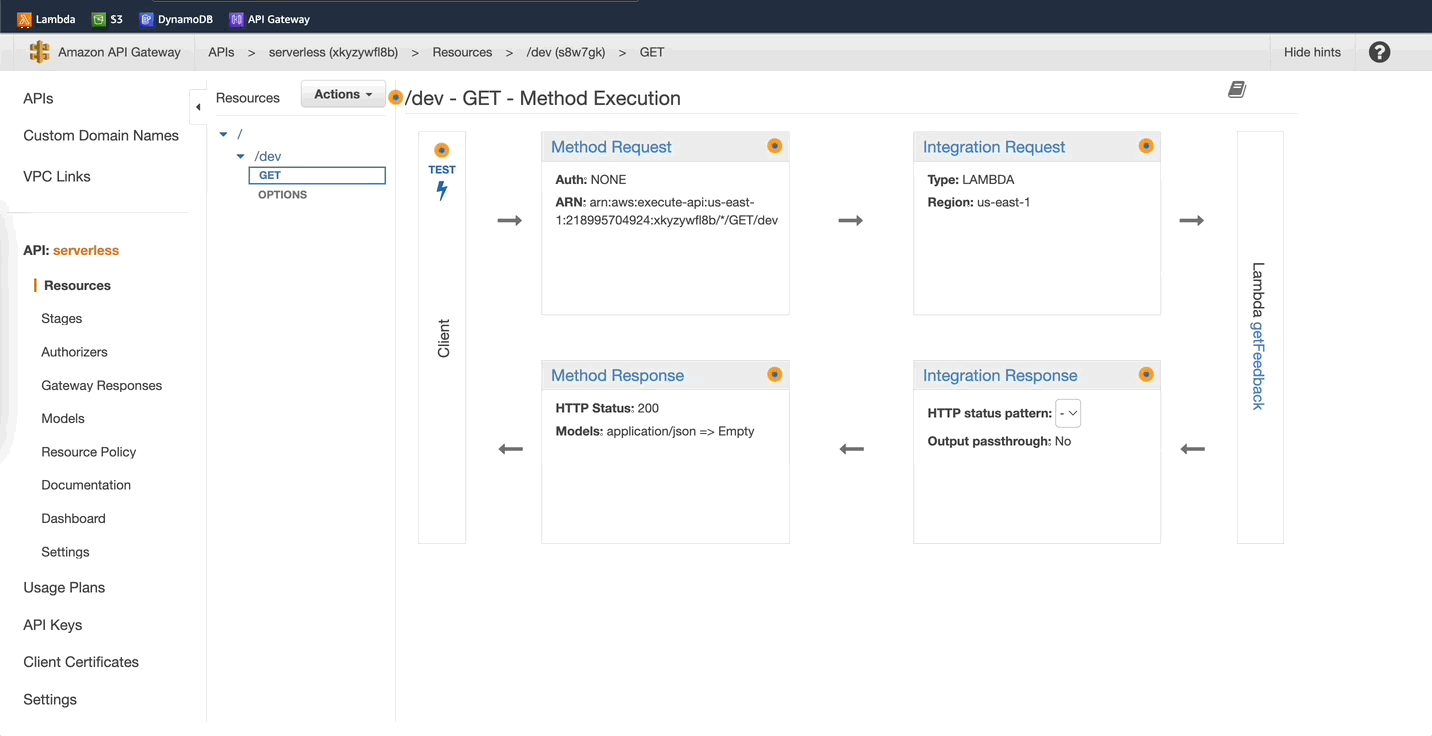 Lambda S3 DynamoDB API Gateway
Amazon API Gateway APIs > serverless (xkyzywfl8b) > Resources > /dev (s8w7gk) > GET Hide hints ?
APIs
Custom Domain Names
VPC Links
API: serverless
Resources
Stages
Authorizers
Gateway Responses
Models
Resource Policy
Documentation
Dashboard
Settings
Usage Plans
API Keys
Client Certificates
Settings
Resources Actions
/
/dev
GET
OPTIONS
/dev - GET - Method Execution
TEST
Client
Method Request
Auth: NONE
ARN: arn:aws:execute-api:us-east-
1:218995704924:xkyzywfl8b/*/GET/dev
Integration Request
Type: LAMBDA
Region: us-east-1
Lambda getFeedback
Method Response
HTTP Status: 200
Models: application/json => Empty
Integration Response
HTTP status pattern: -
Output passthrough: No